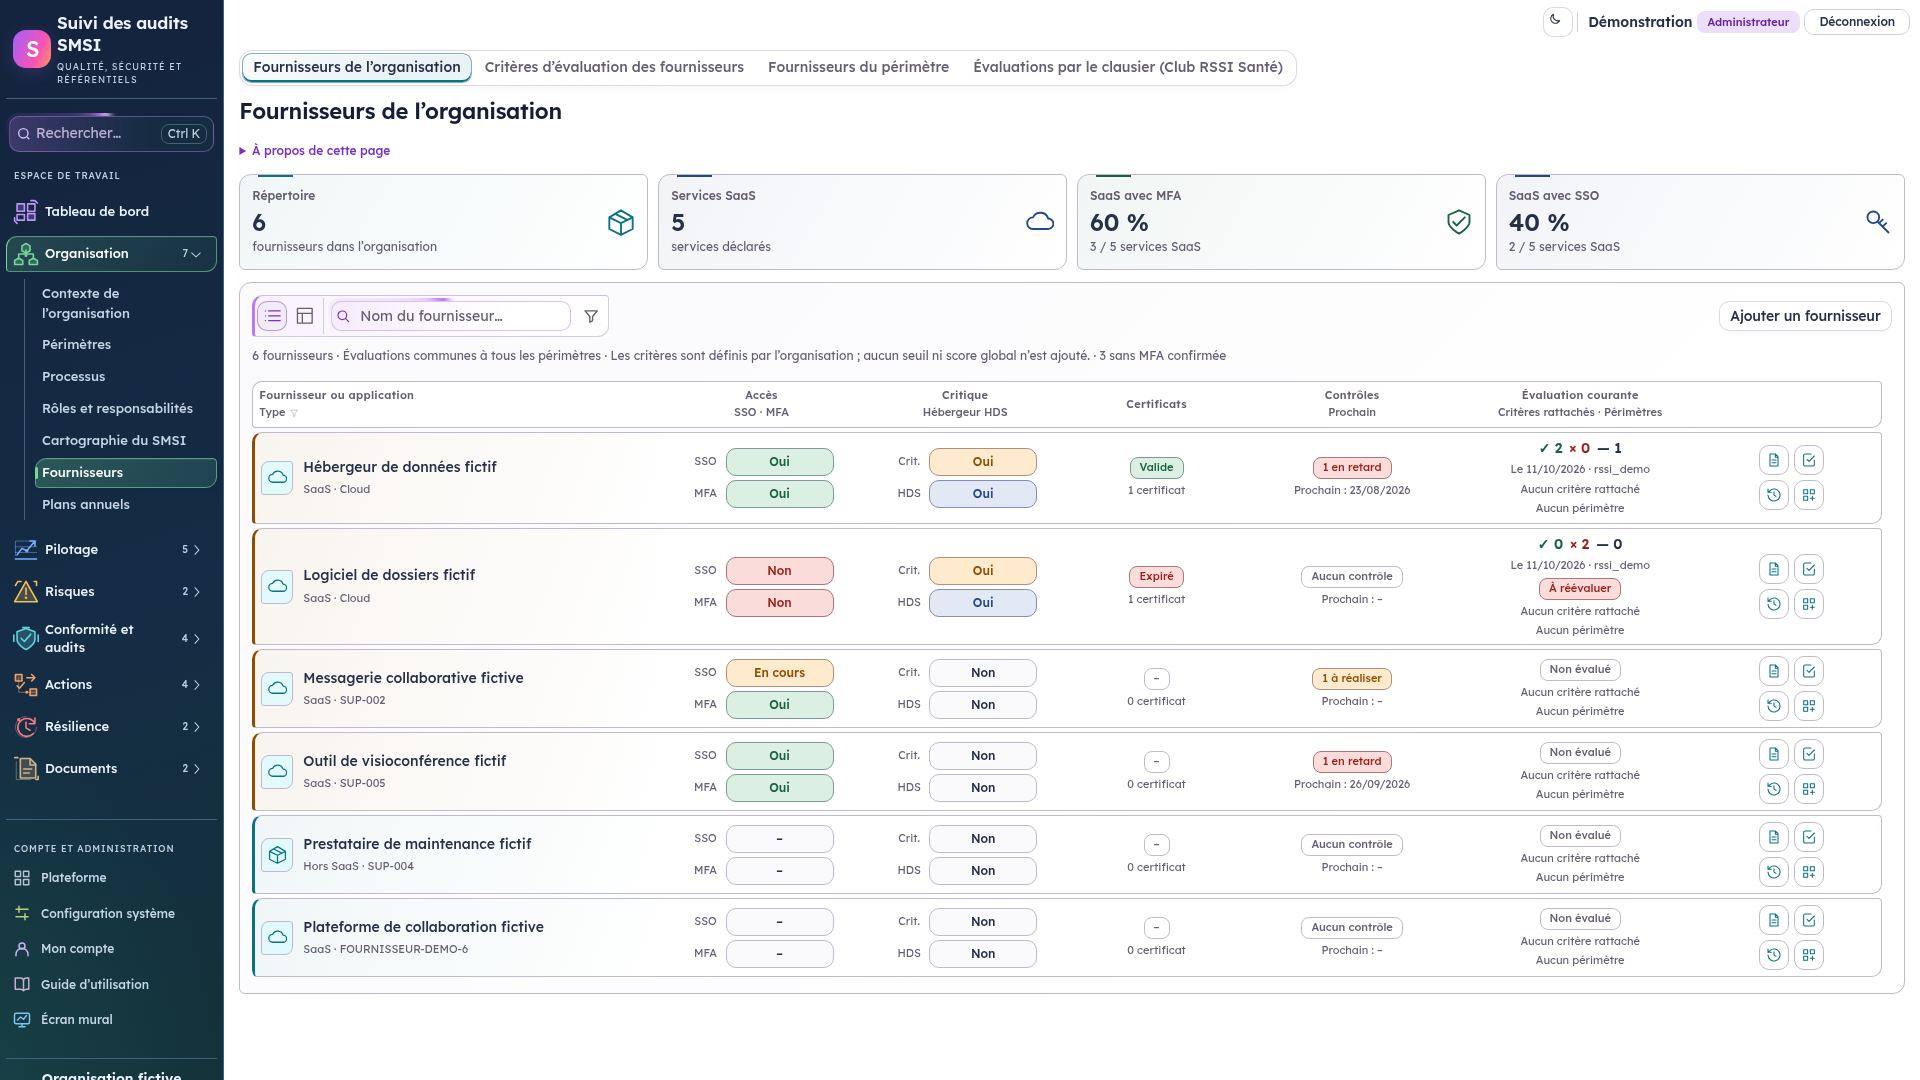 Suivi des audits
SMSI
QUALITÉ, SÉCURITÉ ET
RÉFÉRENTIELS
S
Rechercher…
Ctrl K
ESPACE DE TRAVAIL
Tableau de bord
Organisation 7
Contexte de
l’organisation
Périmètres
Processus
Rôles et responsabilités
Cartographie du SMSI
Fournisseurs
Plans annuels
Pilotage 5
Risques 2
Conformité et
audits 4
Actions 4
Résilience 2
Documents 2
COMPTE ET ADMINISTRATION
Plateforme
Configuration système
Mon compte
Guide d’utilisation
Écran mural
Organisation fictive
Démonstration Administrateur Déconnexion
Fournisseurs de l’organisation Critères d’évaluation des fournisseurs Fournisseurs du périmètre Évaluations par le clausier (Club RSSI Santé)
Fournisseurs de l’organisation
À propos de cette page
Répertoire
6
fournisseurs dans l’organisation
Services SaaS
5
services déclarés
SaaS avec MFA
60 %
3 / 5 services SaaS
SaaS avec SSO
40 %
2 / 5 services SaaS
Nom du fournisseur…
Ajouter un fournisseur
6 fournisseurs · Évaluations communes à tous les périmètres · Les critères sont définis par l’organisation ; aucun seuil ni score global n’est ajouté. · 3 sans MFA confirmée
Fournisseur ou application
Type
Accès
SSO · MFA
Critique
Hébergeur HDS
Certificats
Contrôles
Prochain
Évaluation courante
Critères rattachés · Périmètres
Hébergeur de données fictif
SaaS · Cloud
SSO Oui
MFA Oui
Crit. Oui
HDS Oui
Valide
1 certificat
1 en retard
Prochain : 23/08/2026
✓ 2 × 0 — 1
Le 11/10/2026 · rssi_demo
Aucun critère rattaché
Aucun périmètre
Logiciel de dossiers fictif
SaaS · Cloud
SSO Non
MFA Non
Crit. Oui
HDS Oui
Expiré
1 certificat
Aucun contrôle
Prochain : –
✓ 0 × 2 — 0
Le 11/10/2026 · rssi_demo
À réévaluer
Aucun critère rattaché
Aucun périmètre
Messagerie collaborative fictive
SaaS · SUP-002
SSO En cours
MFA Oui
Crit. Non
HDS Non
–
0 certificat
1 à réaliser
Prochain : –
Non évalué
Aucun critère rattaché
Aucun périmètre
Outil de visioconférence fictif
SaaS · SUP-005
SSO Oui
MFA Oui
Crit. Non
HDS Non
–
0 certificat
1 en retard
Prochain : 26/09/2026
Non évalué
Aucun critère rattaché
Aucun périmètre
Prestataire de maintenance fictif
Hors SaaS · SUP-004
SSO –
MFA –
Crit. Non
HDS Non
–
0 certificat
Aucun contrôle
Prochain : –
Non évalué
Aucun critère rattaché
Aucun périmètre
Plateforme de collaboration fictive
SaaS · FOURNISSEUR-DEMO-6
SSO –
MFA –
Crit. Non
HDS Non
–
0 certificat
Aucun contrôle
Prochain : –
Non évalué
Aucun critère rattaché
Aucun périmètre